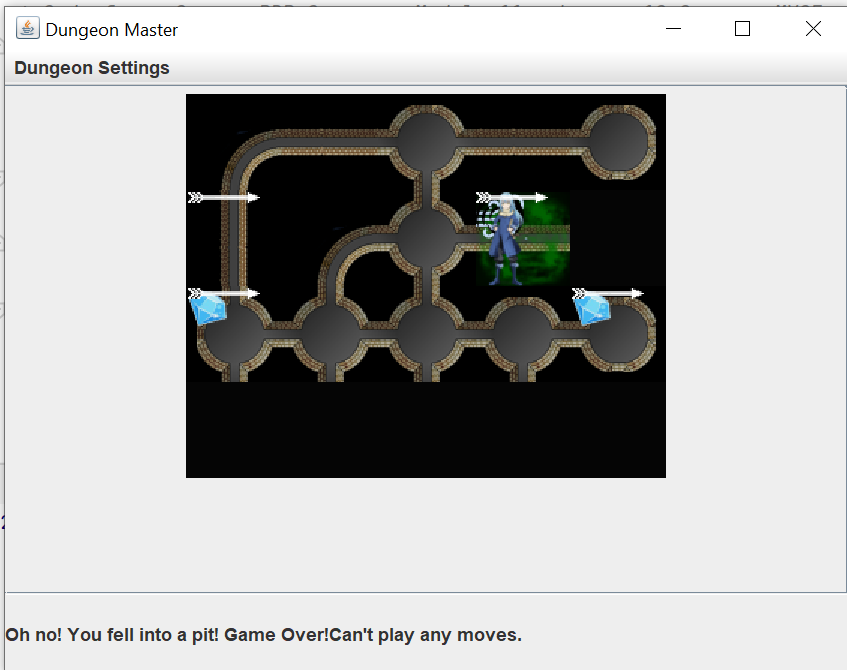 Dungeon Master
Dungeon Settings
Oh no! You fell into a pit! Game Over!Can't play any moves.